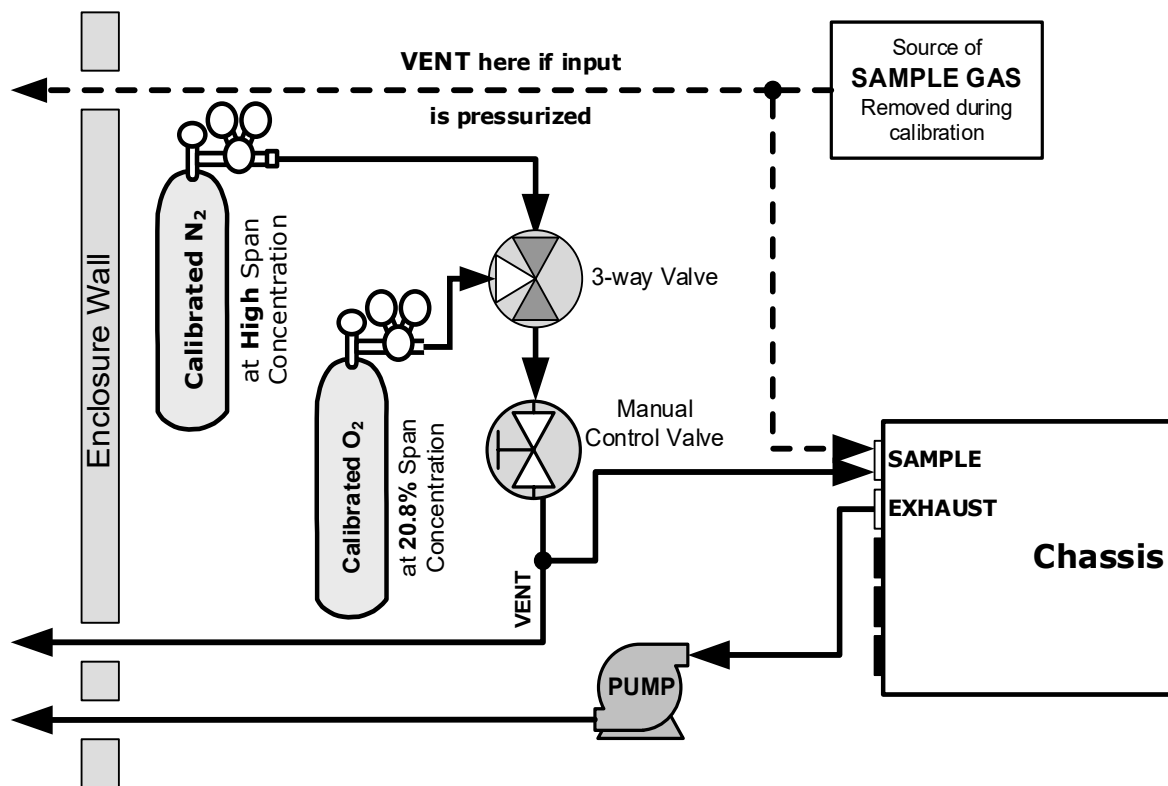 VENT here if input
is pressurized
Source of
SAMPLE GAS
Removed during
calibration
Enclosure Wall
Calibrated N₂
at High Span
Concentration
3-way Valve
Calibrated O₂
at 20.8% Span
Concentration
Manual
Control Valve
SAMPLE
EXHAUST
Chassis
VENT
PUMP